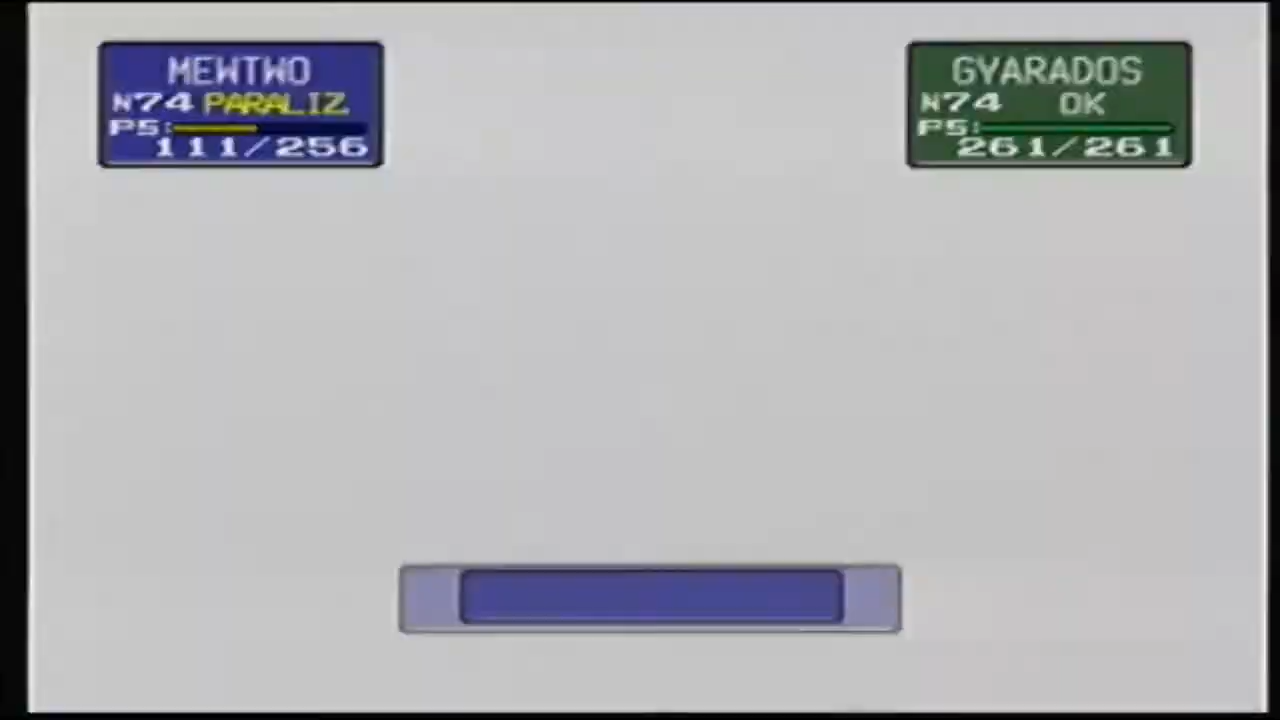 MEWTWO
N74 PARALIZ
PS:
111/256
GYARADOS
N74 OK
PS:
261/261